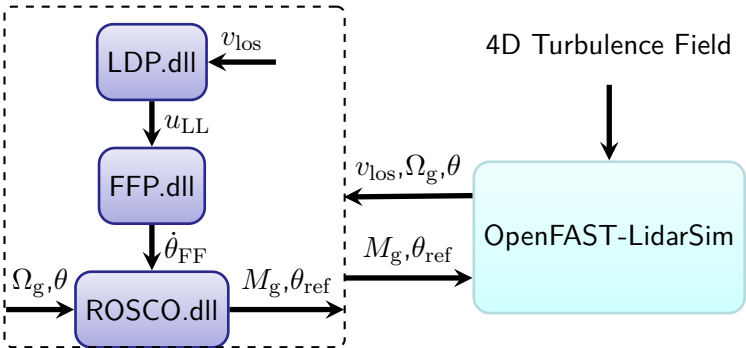 v_los
LDP.dll
4D Turbulence Field
u_LL
FFP.dll
v_los,Ω_g,θ
OpenFAST-LidarSim
θ̇_FF
M_g,θ_ref
Ω_g,θ
ROSCO.dll
M_g,θ_ref